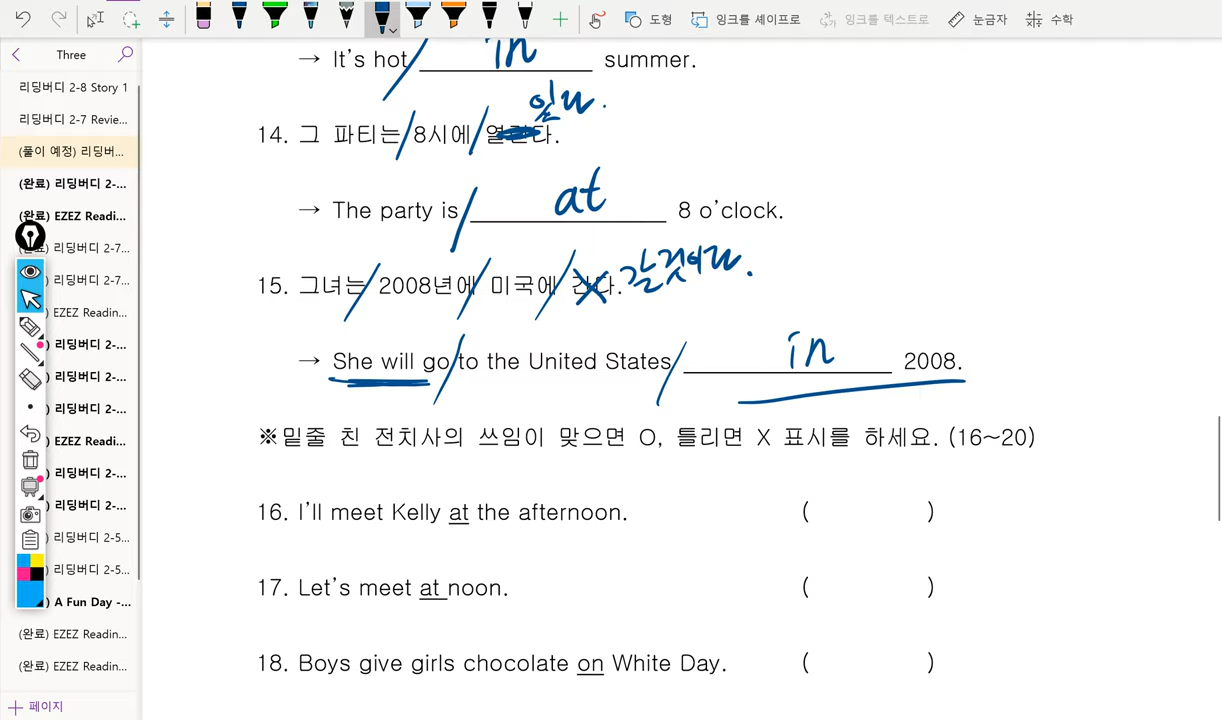 도형
잉크를 셰이프로
잉크를 텍스트로
눈금자
수학
Three
리딩버디 2-8 Story 1
리딩버디 2-7 Revie...
(풀이 예정) 리딩버...
(완료) 리딩버디 2-...
(완료) EZEZ Readi...
) 리딩버디 2-7...
) 리딩버디 2-7...
) EZEZ Readin...
) 리딩버디 2-...
) 리딩버디 2-...
) 리딩버디 2-...
) EZEZ Readi...
) 리딩버디 2-...
) 리딩버디 2-...
) 리딩버디 2-5...
) 리딩버디 2-5...
) A Fun Day -...
(완료) EZEZ Readin...
(완료) EZEZ Readin...
페이지
→ It's hot / in summer.
있다.
14. 그 파티는 / 8시에 / 열린다.
→ The party is / at 8 o'clock.
15. 그녀는 / 2008년에 / 미국에 / 간다. 갈 것이다.
→ She will go / to the United States / in 2008.
※밑줄 친 전치사의 쓰임이 맞으면 O, 틀리면 X 표시를 하세요. (16~20)
16. I'll meet Kelly at the afternoon. ( )
17. Let's meet at noon. ( )
18. Boys give girls chocolate on White Day. ( )